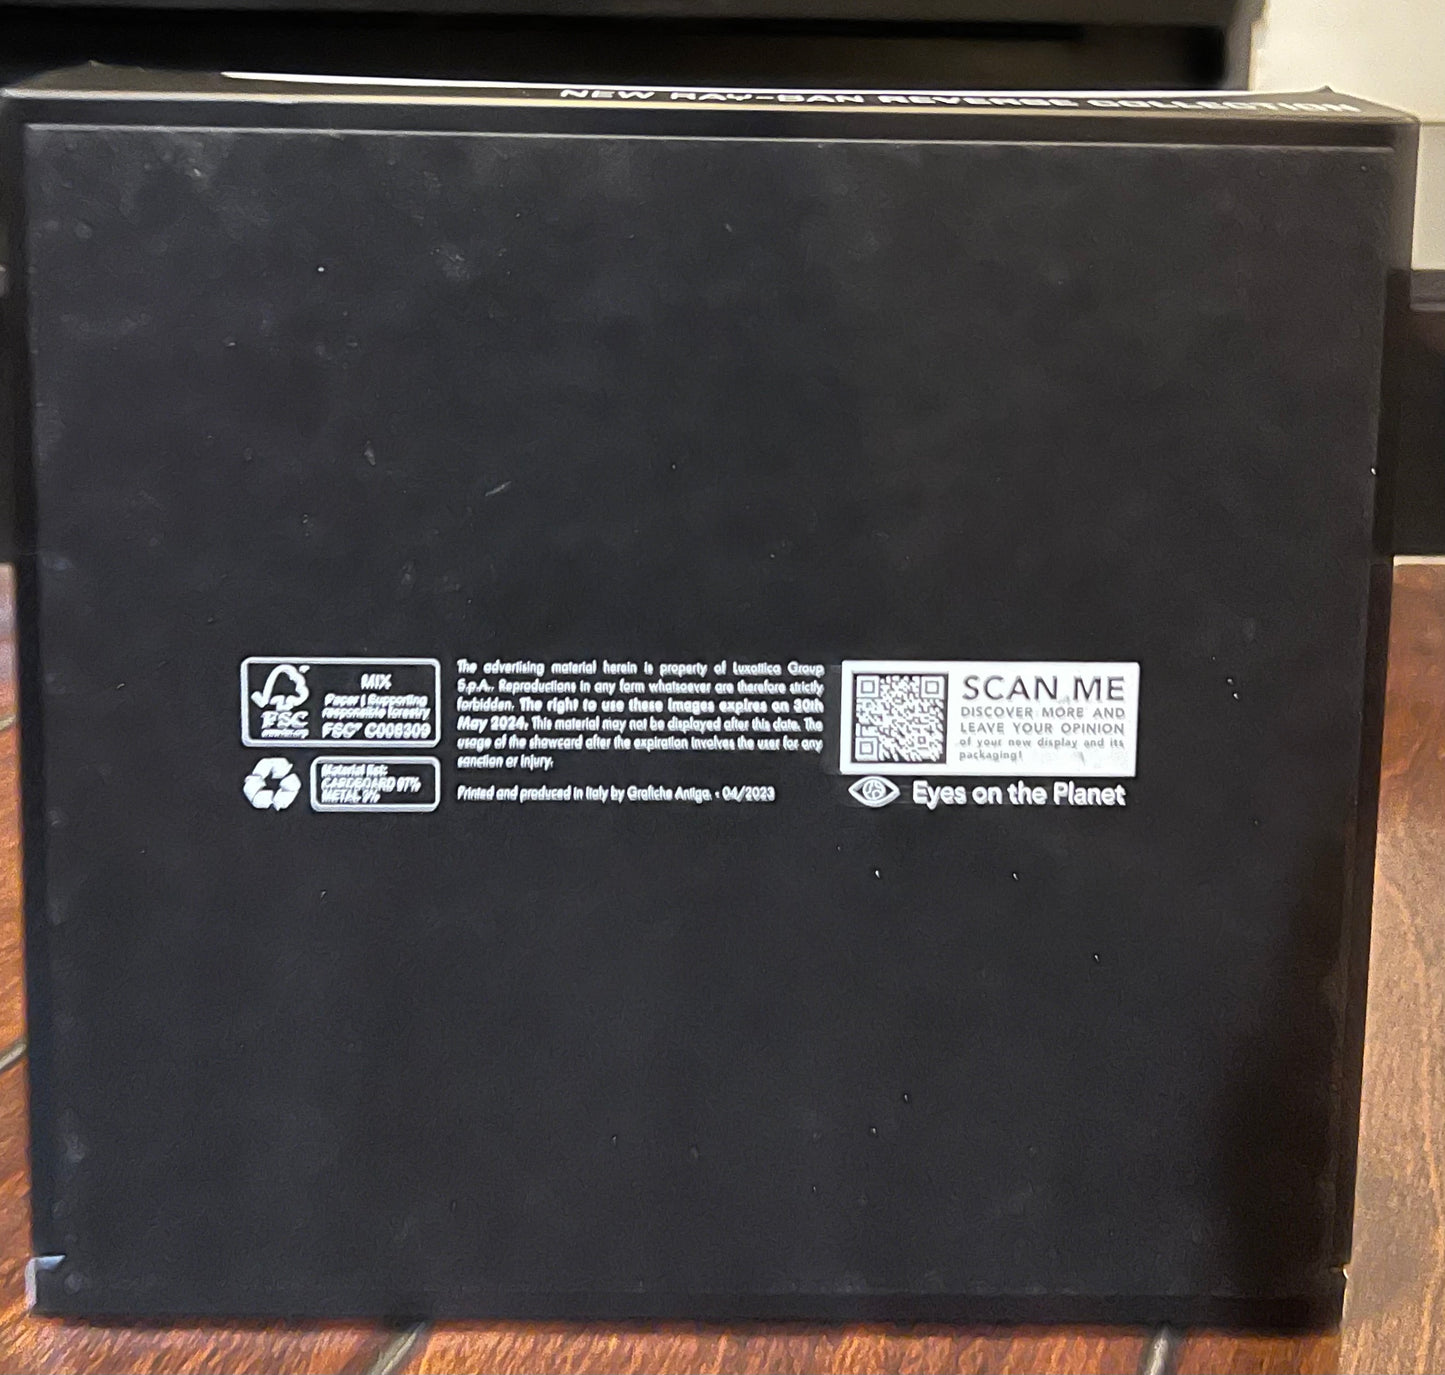 NEW RAY-BAN REVERSE COLLECTION
MIX
Paper | Supporting
responsible forestry
FSC
www.fsc.org
FSC® C008309
Material list:
CARDBOARD 97%
METAL 3%
The advertising material herein is property of Luxottica Group
S.p.A.. Reproductions in any form whatsoever are therefore strictly
forbidden. The right to use these images expires on 30th
May 2024. This material may not be displayed after this date. The
usage of the showcard after the expiration involves the user for any
sanction or injury.
Printed and produced in Italy by Grafiche Antiga. - 04/2023
SCAN ME
DISCOVER MORE AND
LEAVE YOUR OPINION
of your new display and its
packaging!
Eyes on the Planet